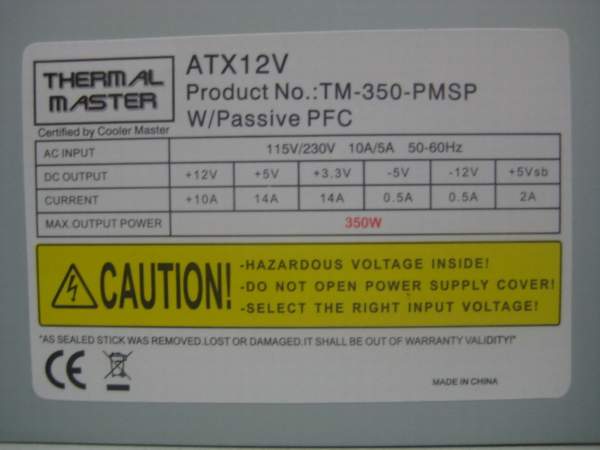 THERMAL
MASTER
Certified by Cooler Master
ATX12V
Product No.:TM-350-PMSP
W/Passive PFC
AC INPUT 115V/230V 10A/5A 50-60Hz
DC OUTPUT +12V +5V +3.3V -5V -12V +5Vsb
CURRENT +10A 14A 14A 0.5A 0.5A 2A
MAX.OUTPUT POWER 350W
CAUTION!
-HAZARDOUS VOLTAGE INSIDE!
-DO NOT OPEN POWER SUPPLY COVER!
-SELECT THE RIGHT INPUT VOLTAGE!
"AS SEALED STICK WAS REMOVED.LOST OR DAMAGED.IT SHALL BE OUT OF WARRANTY VALIDITY!"
CE
MADE IN CHINA